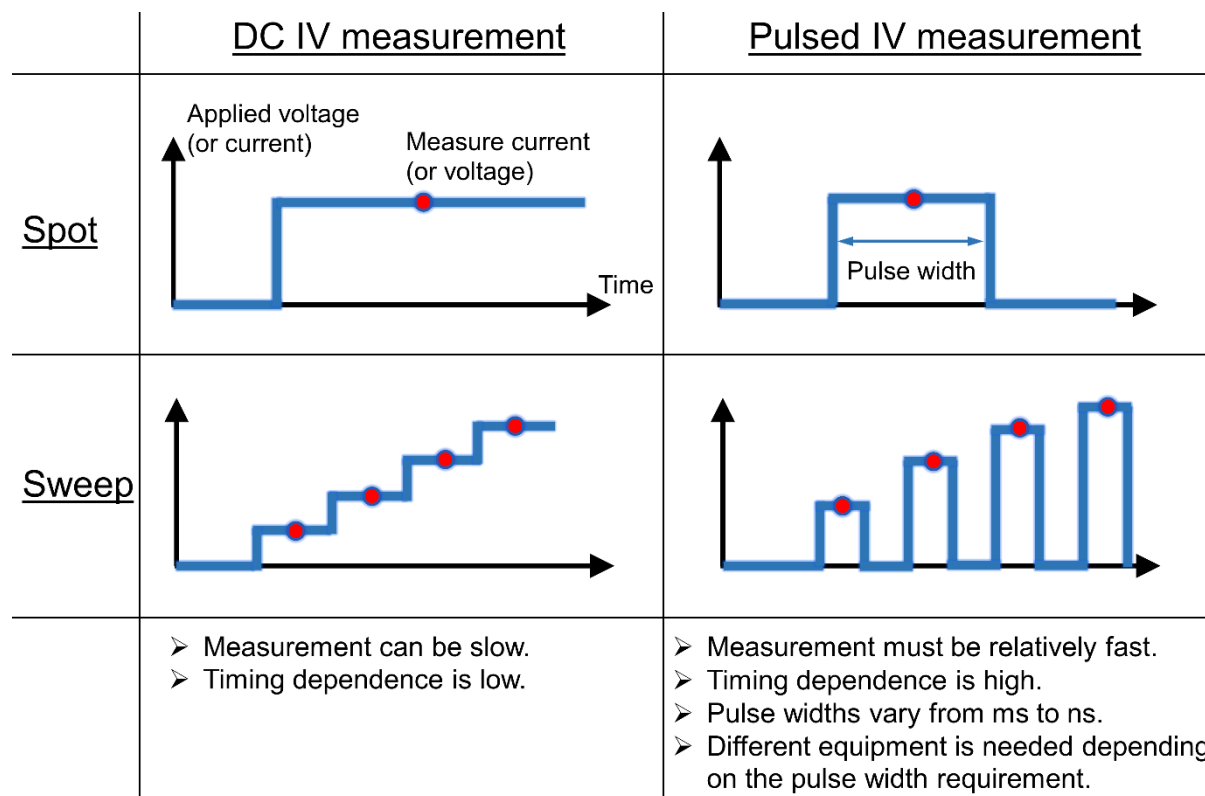 DC IV measurement
Pulsed IV measurement
Spot
Applied voltage
(or current)
Measure current
(or voltage)
Time
Pulse width
Sweep
➢ Measurement can be slow.
➢ Timing dependence is low.
➢ Measurement must be relatively fast.
➢ Timing dependence is high.
➢ Pulse widths vary from ms to ns.
➢ Different equipment is needed depending
on the pulse width requirement.